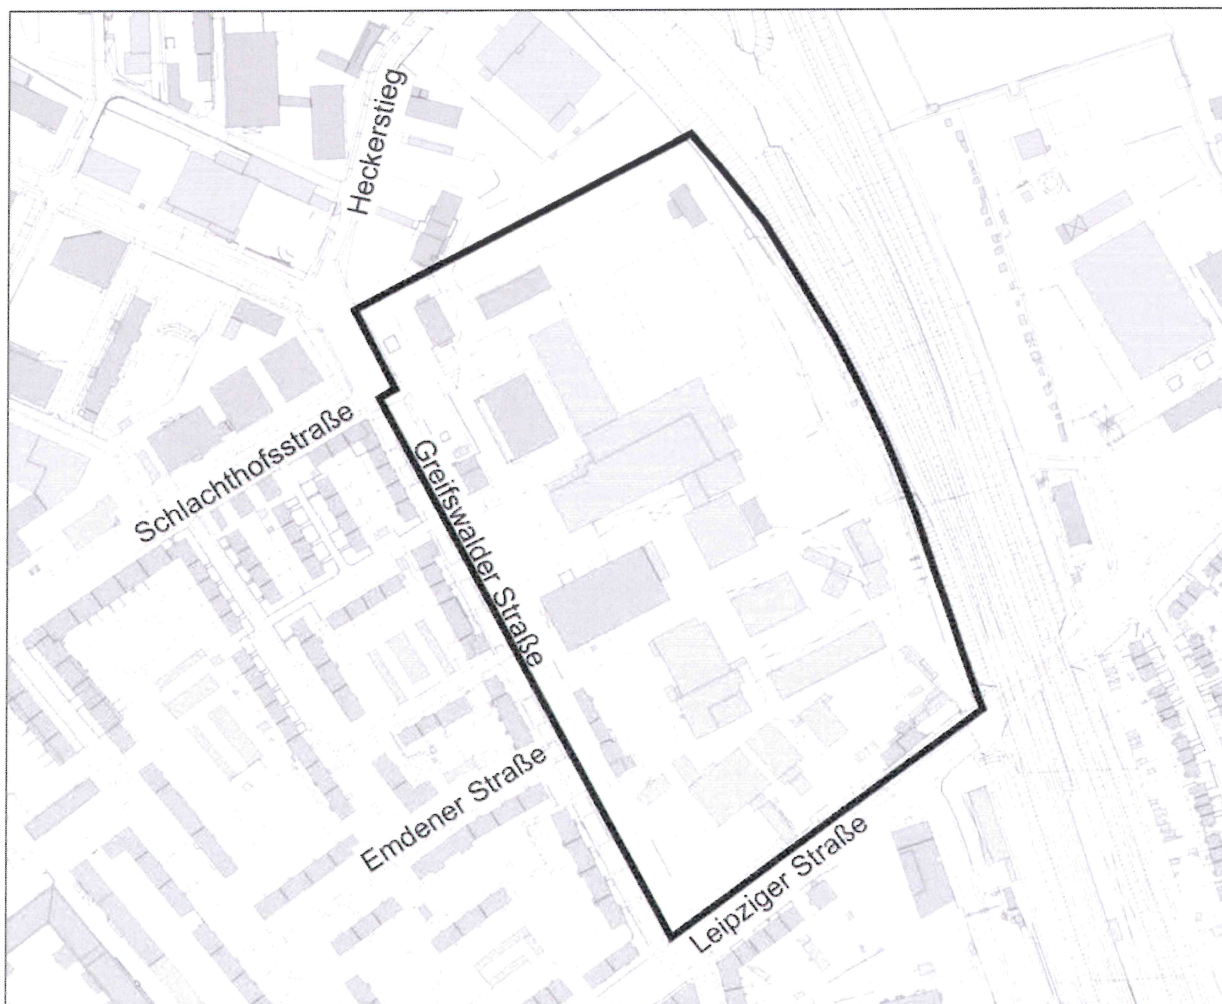 Heckerstieg
Schlachthofsstraße
Greifswalder Straße
Emdener Straße
Leipziger Straße